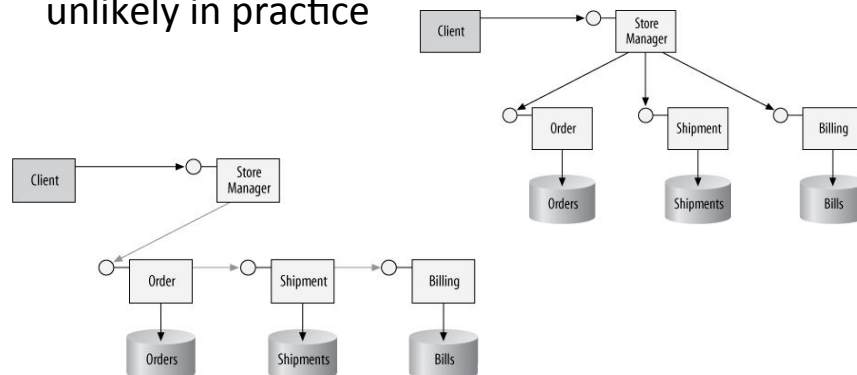 unlikely in practice
Client
Store
Manager
Order
Shipment
Billing
Orders
Shipments
Bills
Client
Store
Manager
Order
Shipment
Billing
Orders
Shipments
Bills